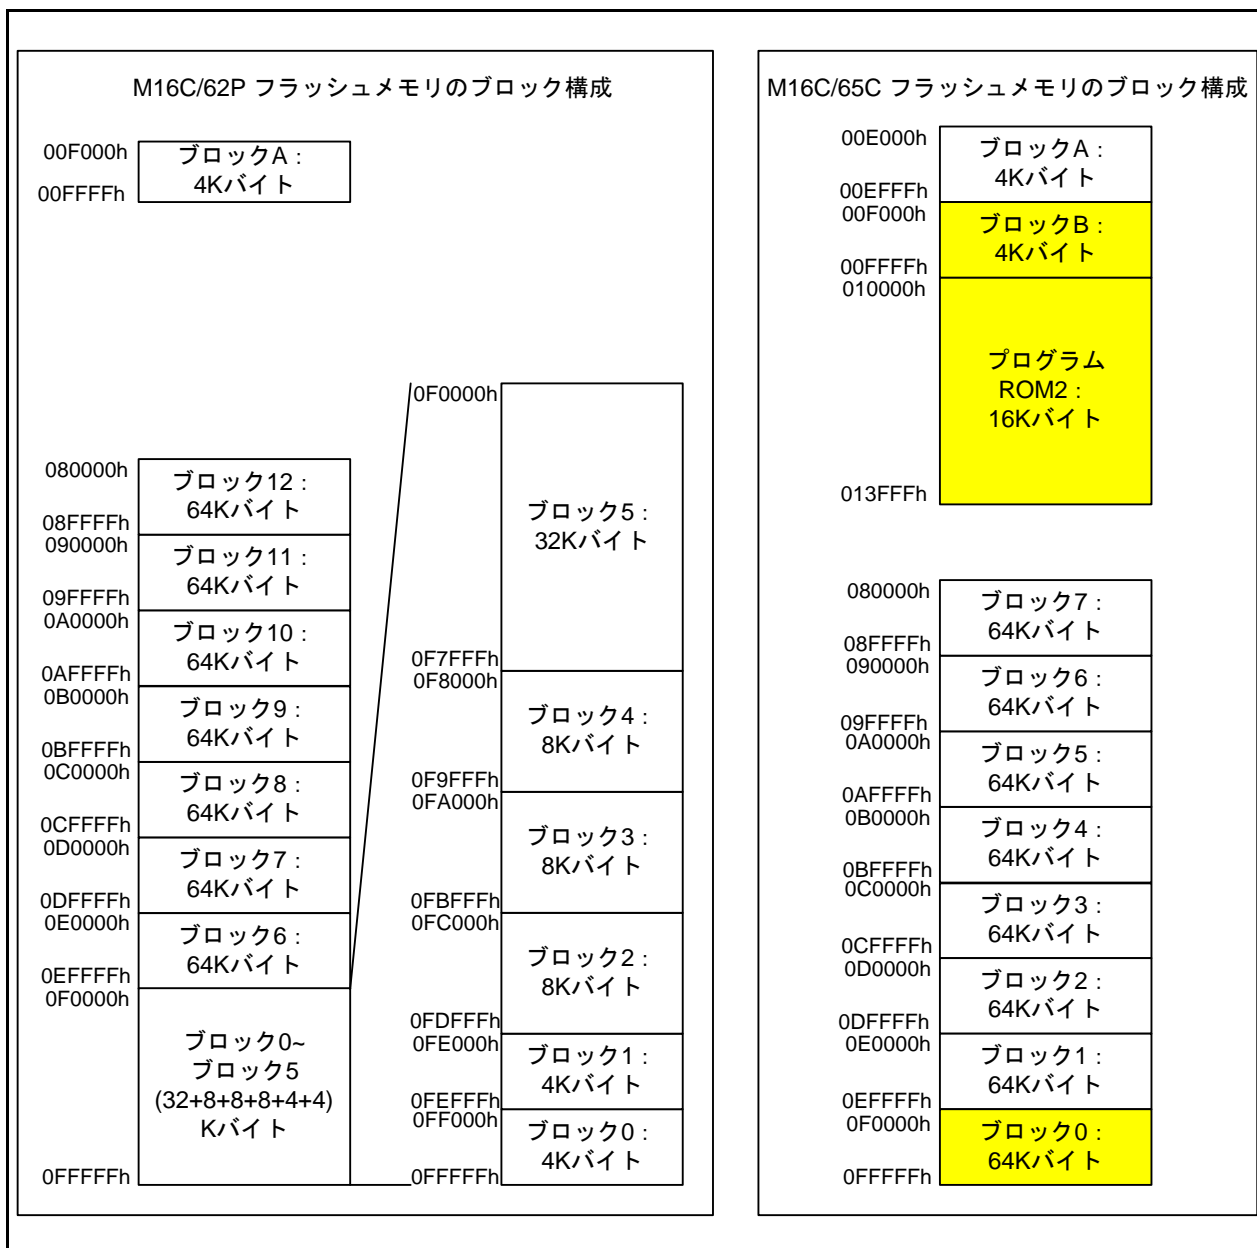 M16C/62P フラッシュメモリのブロック構成
00F000h
ブロックA：
4Kバイト
00FFFFh
080000h
ブロック12：
64Kバイト
08FFFFh
090000h
ブロック11：
64Kバイト
09FFFFh
0A0000h
ブロック10：
64Kバイト
0AFFFFh
0B0000h
ブロック9：
64Kバイト
0BFFFFh
0C0000h
ブロック8：
64Kバイト
0CFFFFh
0D0000h
ブロック7：
64Kバイト
0DFFFFh
0E0000h
ブロック6：
64Kバイト
0EFFFFh
0F0000h
ブロック0~
ブロック5
(32+8+8+8+4+4)
Kバイト
0FFFFFh
0F0000h
ブロック5：
32Kバイト
0F7FFFh
0F8000h
ブロック4：
8Kバイト
0F9FFFh
0FA000h
ブロック3：
8Kバイト
0FBFFFh
0FC000h
ブロック2：
8Kバイト
0FDFFFh
0FE000h
ブロック1：
4Kバイト
0FEFFFh
0FF000h
ブロック0：
4Kバイト
0FFFFFh
M16C/65C フラッシュメモリのブロック構成
00E000h
ブロックA：
4Kバイト
00EFFFh
00F000h
ブロックB：
4Kバイト
00FFFFh
010000h
プログラム
ROM2：
16Kバイト
013FFFh
080000h
ブロック7：
64Kバイト
08FFFFh
090000h
ブロック6：
64Kバイト
09FFFFh
0A0000h
ブロック5：
64Kバイト
0AFFFFh
0B0000h
ブロック4：
64Kバイト
0BFFFFh
0C0000h
ブロック3：
64Kバイト
0CFFFFh
0D0000h
ブロック2：
64Kバイト
0DFFFFh
0E0000h
ブロック1：
64Kバイト
0EFFFFh
0F0000h
ブロック0：
64Kバイト
0FFFFFh